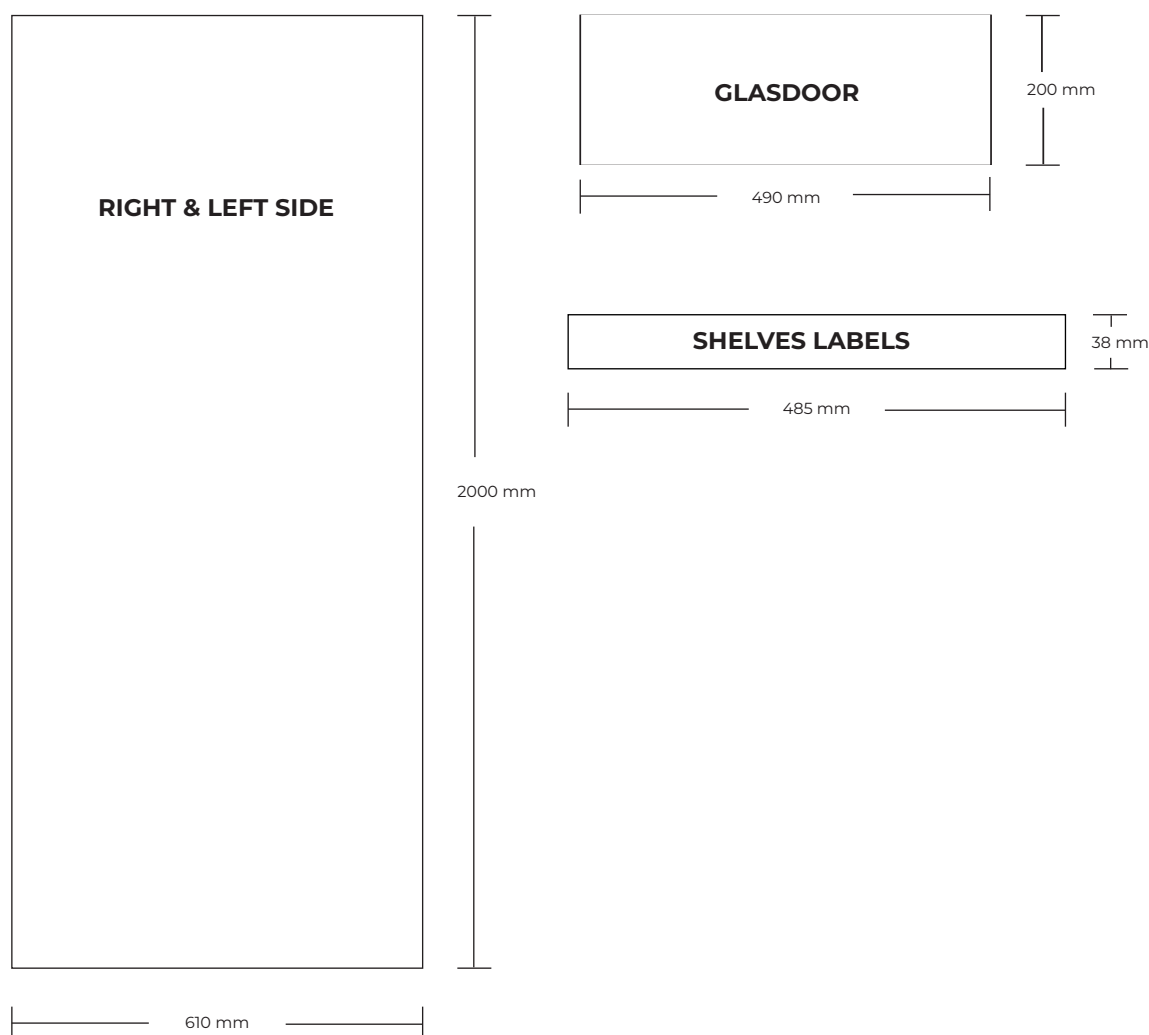 RIGHT & LEFT SIDE
2000 mm
610 mm
GLASDOOR
200 mm
490 mm
SHELVES LABELS
38 mm
485 mm